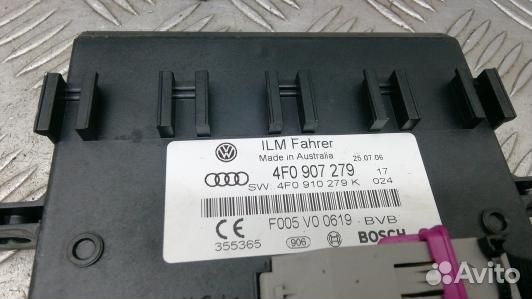 ILM Fahrer
Made in Australia 25.07.06
4F0 907 279 17
SW: 4F0 910 279 K 024
F005 V0 0619 - BVB
CE
355365 906 BOSCH
Avito